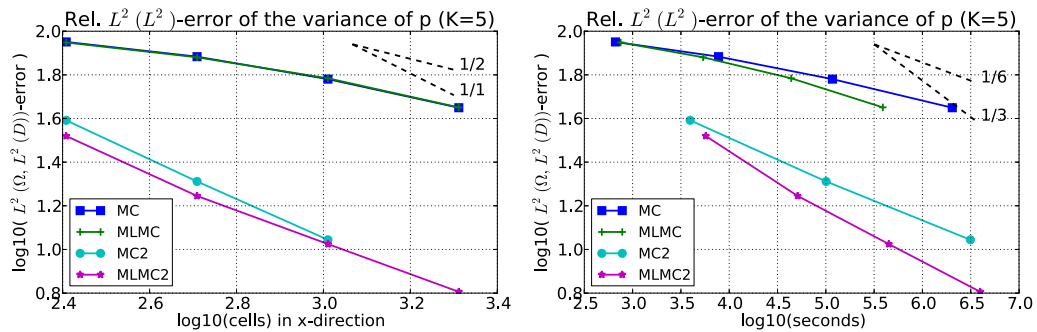 Rel. L² (L² )-error of the variance of p (K=5)
log10( L² (Ω, L² (D))-error )
2.0
1.8
1.6
1.4
1.2
1.0
0.8
1/2
1/1
MC
MLMC
MC2
MLMC2
2.4
2.6
2.8
3.0
3.2
3.4
log10(cells) in x-direction
Rel. L² (L² )-error of the variance of p (K=5)
log10( L² (Ω, L² (D))-error )
2.0
1.8
1.6
1.4
1.2
1.0
0.8
1/6
1/3
MC
MLMC
MC2
MLMC2
2.5
3.0
3.5
4.0
4.5
5.0
5.5
6.0
6.5
7.0
log10(seconds)